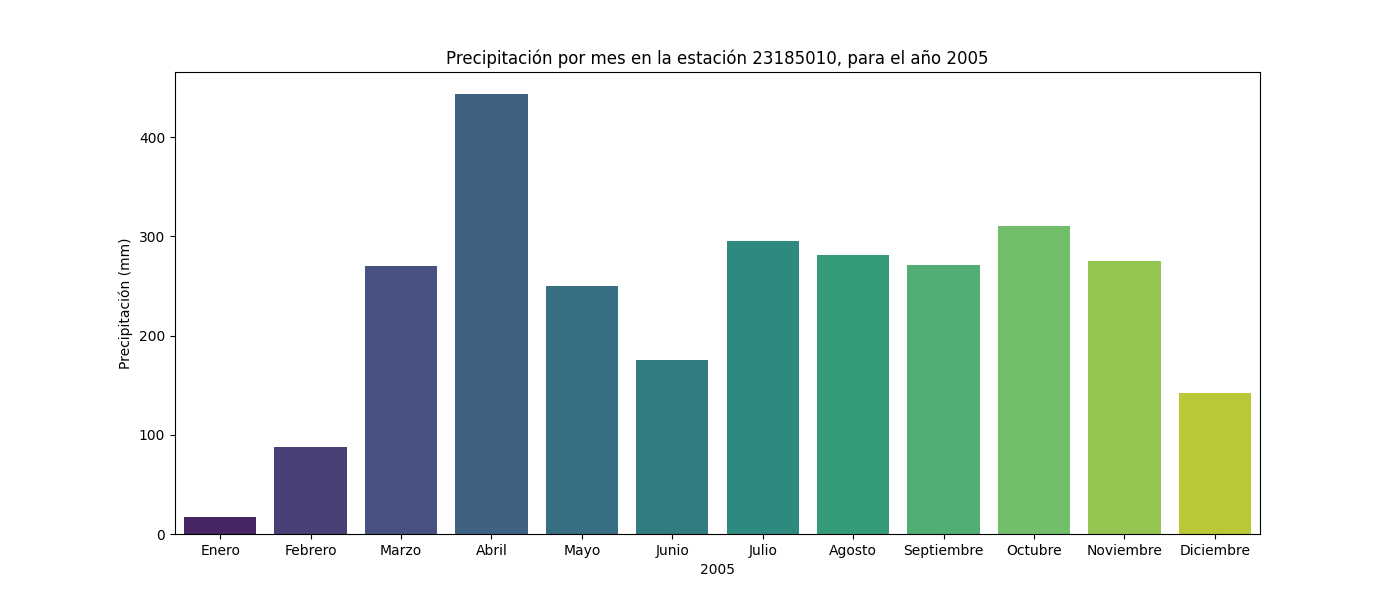 Precipitación por mes en la estación 23185010, para el año 2005
Precipitación (mm)
400
300
200
100
0
Enero Febrero Marzo Abril Mayo Junio Julio Agosto Septiembre Octubre Noviembre Diciembre
2005